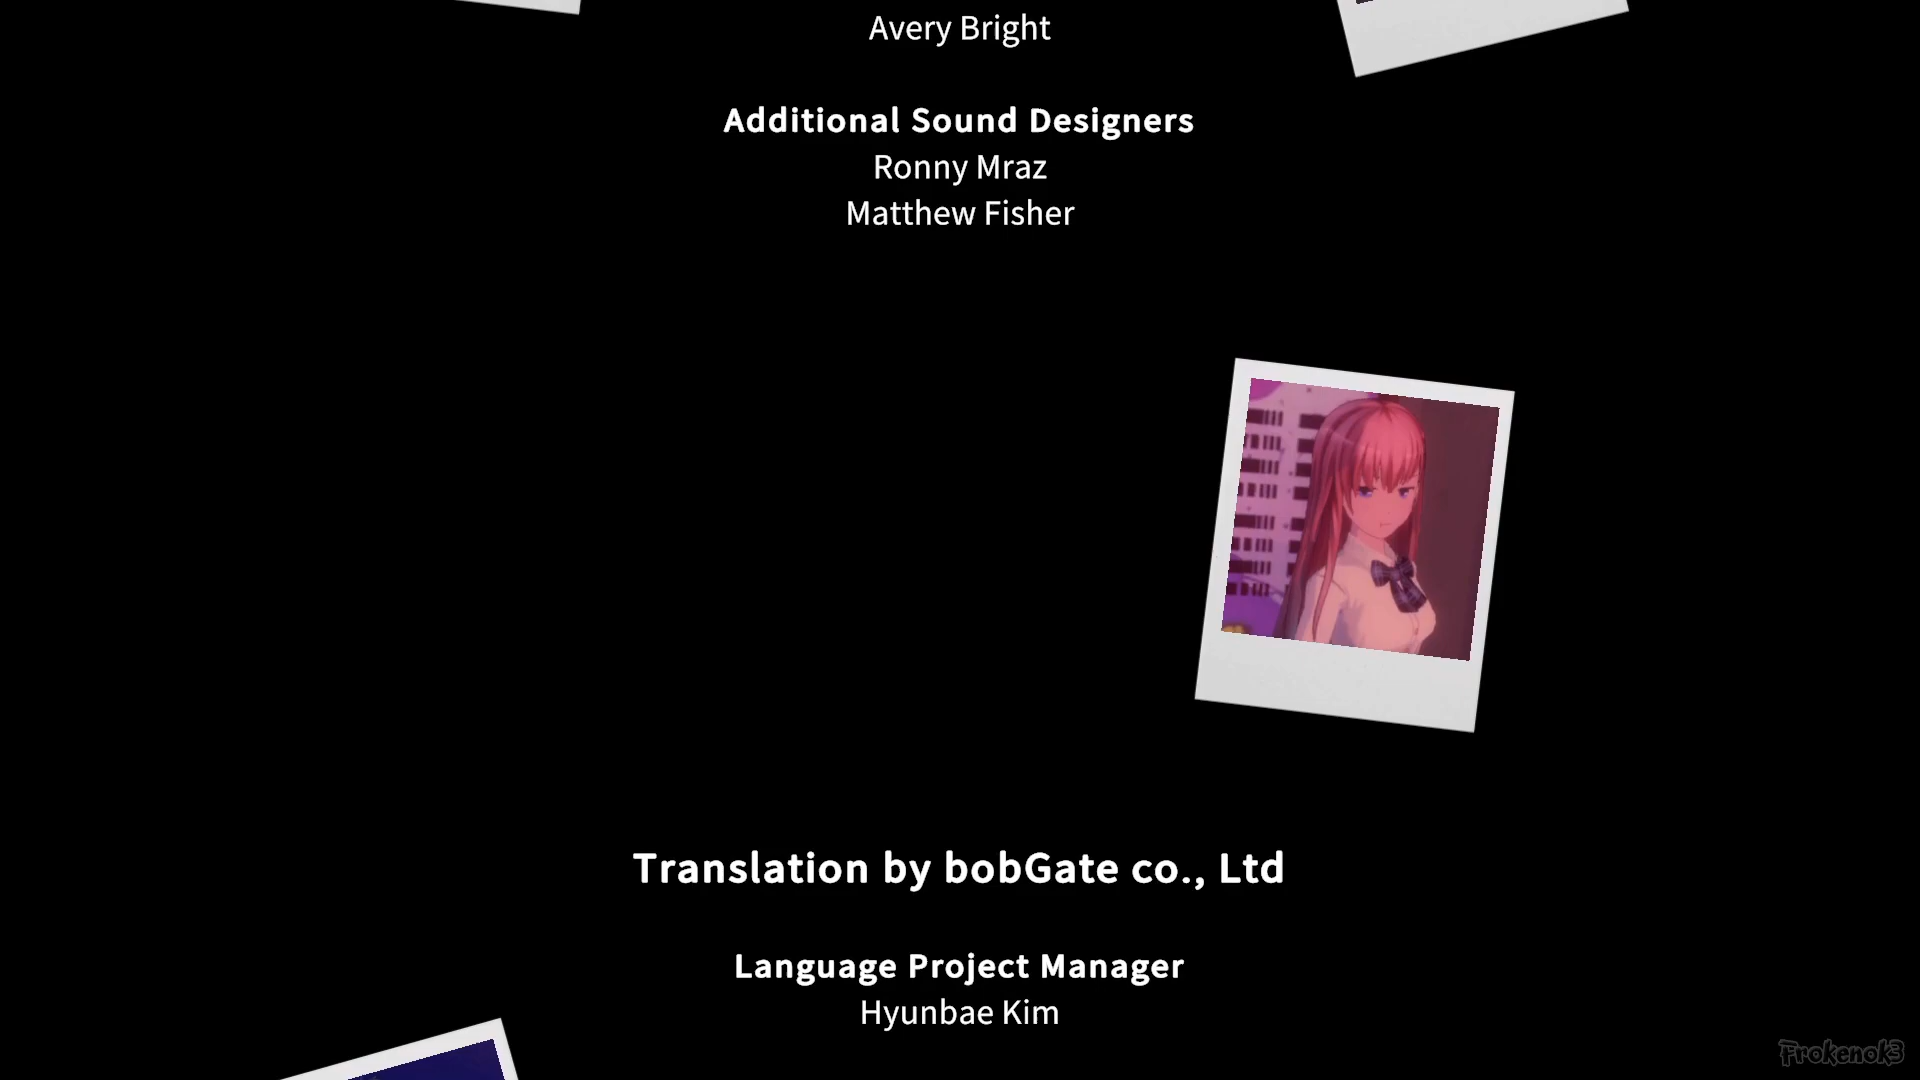 Avery Bright
Additional Sound Designers
Ronny Mraz
Matthew Fisher
Translation by bobGate co., Ltd
Language Project Manager
Hyunbae Kim
Frokenok3